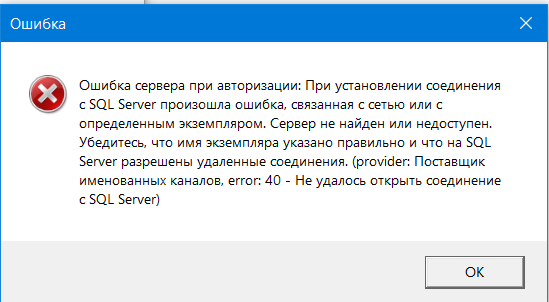 Ошибка
Ошибка сервера при авторизации: При установлении соединения
с SQL Server произошла ошибка, связанная с сетью или с
определенным экземпляром. Сервер не найден или недоступен.
Убедитесь, что имя экземпляра указано правильно и что на SQL
Server разрешены удаленные соединения. (provider: Поставщик
именованных каналов, error: 40 - Не удалось открыть соединение
с SQL Server)
ОК